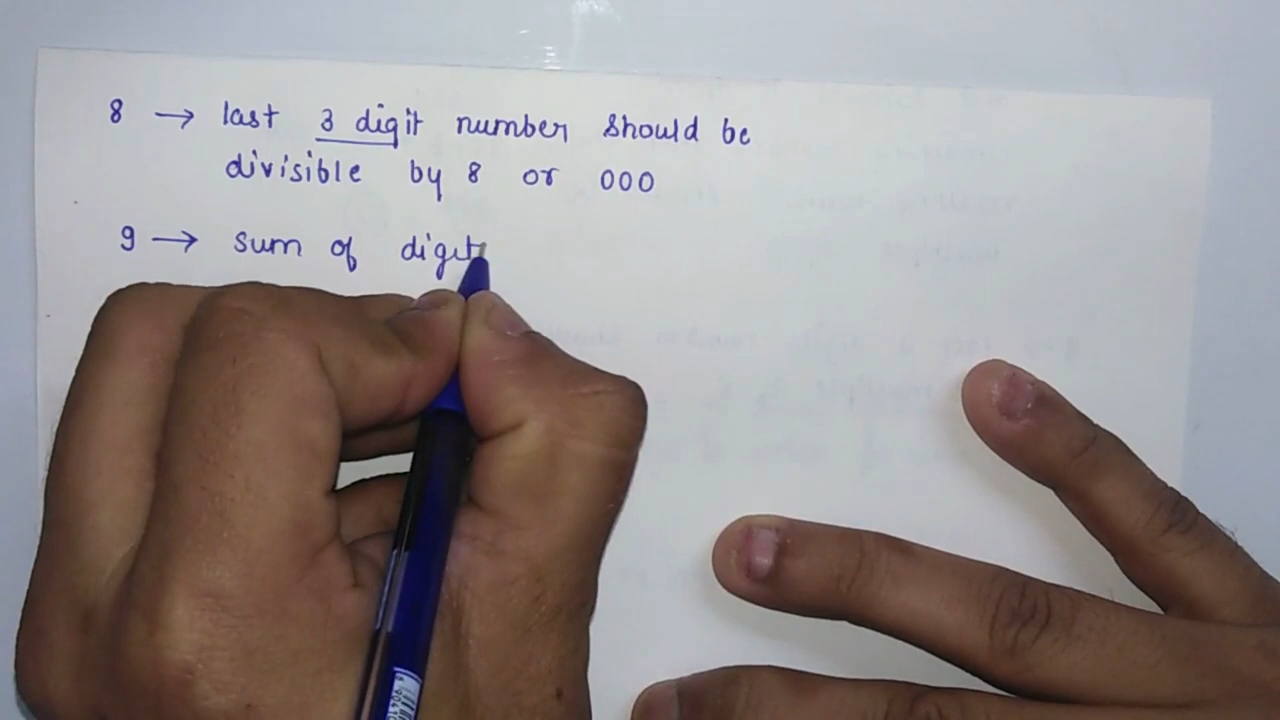 8 → last 3 digit number should be
divisible by 8 or 000
9 → sum of digit